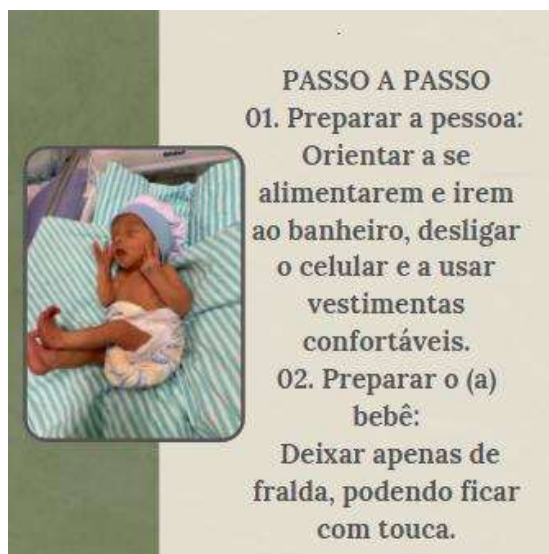 PASSO A PASSO
01. Preparar a pessoa:
Orientar a se
alimentarem e irem
ao banheiro, desligar
o celular e a usar
vestimentas
confortáveis.
02. Preparar o (a)
bebê:
Deixar apenas de
fralda, podendo ficar
com touca.